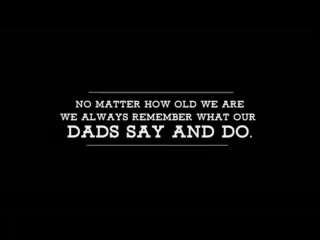 NO MATTER HOW OLD WE ARE
WE ALWAYS REMEMBER WHAT OUR
DADS SAY AND DO.